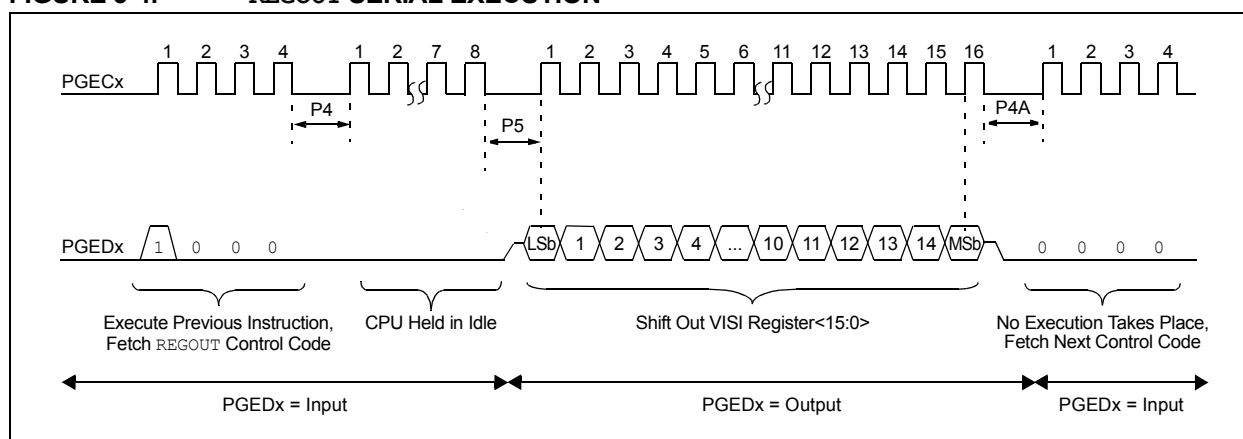 FIGURE 3-4: REGOUT SERIAL EXECUTION
1 2 3 4 1 2 7 8 1 2 3 4 5 6 11 12 13 14 15 16 1 2 3 4
PGECx
P4 P5 P4A
PGEDx 1 0 0 0 LSb 1 2 3 4 ... 10 11 12 13 14 MSb 0 0 0 0
Execute Previous Instruction, CPU Held in Idle Shift Out VISI Register<15:0> No Execution Takes Place,
Fetch REGOUT Control Code Fetch Next Control Code
PGEDx = Input PGEDx = Output PGEDx = Input